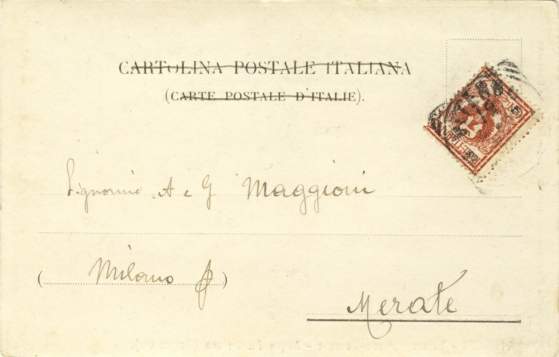 CARTOLINA POSTALE ITALIANA
(CARTE POSTALE D'ITALIE).
Signorine A e G Maggioni
(Milano)
Merate